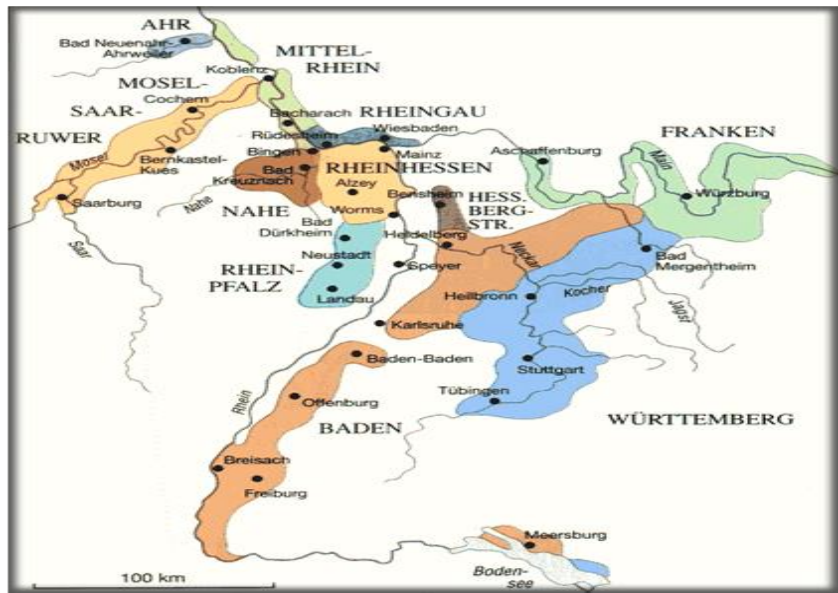 AHR
Bad Neuenahr-
Ahrweiler
MITTEL-
RHEIN
Koblenz
MOSEL-
SAAR-
RUWER
Cochem
Mosel
Bernkastel-
Kues
Saarburg
Saar
Bacharach
RHEINGAU
Rüdesheim
Wiesbaden
Bingen
Mainz
Bad
Kreuznach
Nahe
NAHE
RHEINHESSEN
Alzey
Worms
Bensheim
HESS.
BERG-
STR.
Aschaffenburg
FRANKEN
Main
Würzburg
Bad
Dürkheim
Neustadt
Landau
RHEIN-
PFALZ
Heidelberg
Speyer
Neckar
Bad
Mergentheim
Heilbronn
Kocher
Jagst
Karlsruhe
Baden-Baden
Stuttgart
Tübingen
WÜRTTEMBERG
Rhein
Offenburg
BADEN
Breisach
Freiburg
Meersburg
Boden-
see
100 km